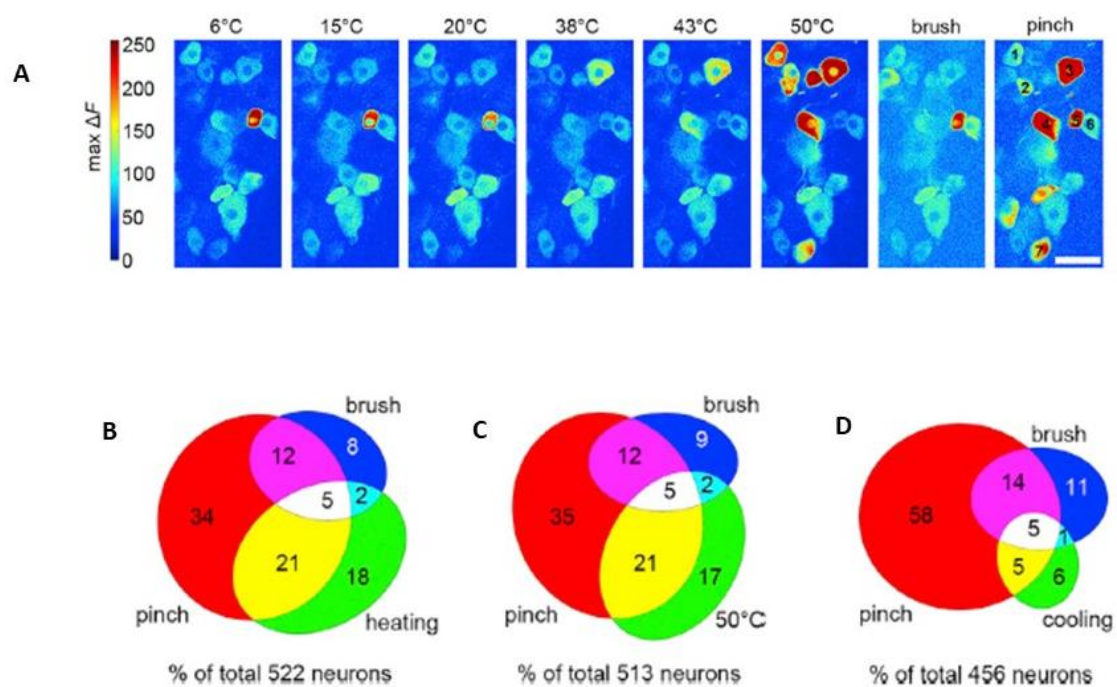 6°C 15°C 20°C 38°C 43°C 50°C brush pinch
A
max ΔF
250
200
150
100
50
0
1
2
3
4
5
6
7
B
brush
12
8
5
2
34
21
18
pinch
heating
% of total 522 neurons
C
brush
12
9
5
2
35
21
17
pinch
50°C
% of total 513 neurons
D
brush
14
11
58
5
1
5
6
pinch
cooling
% of total 456 neurons